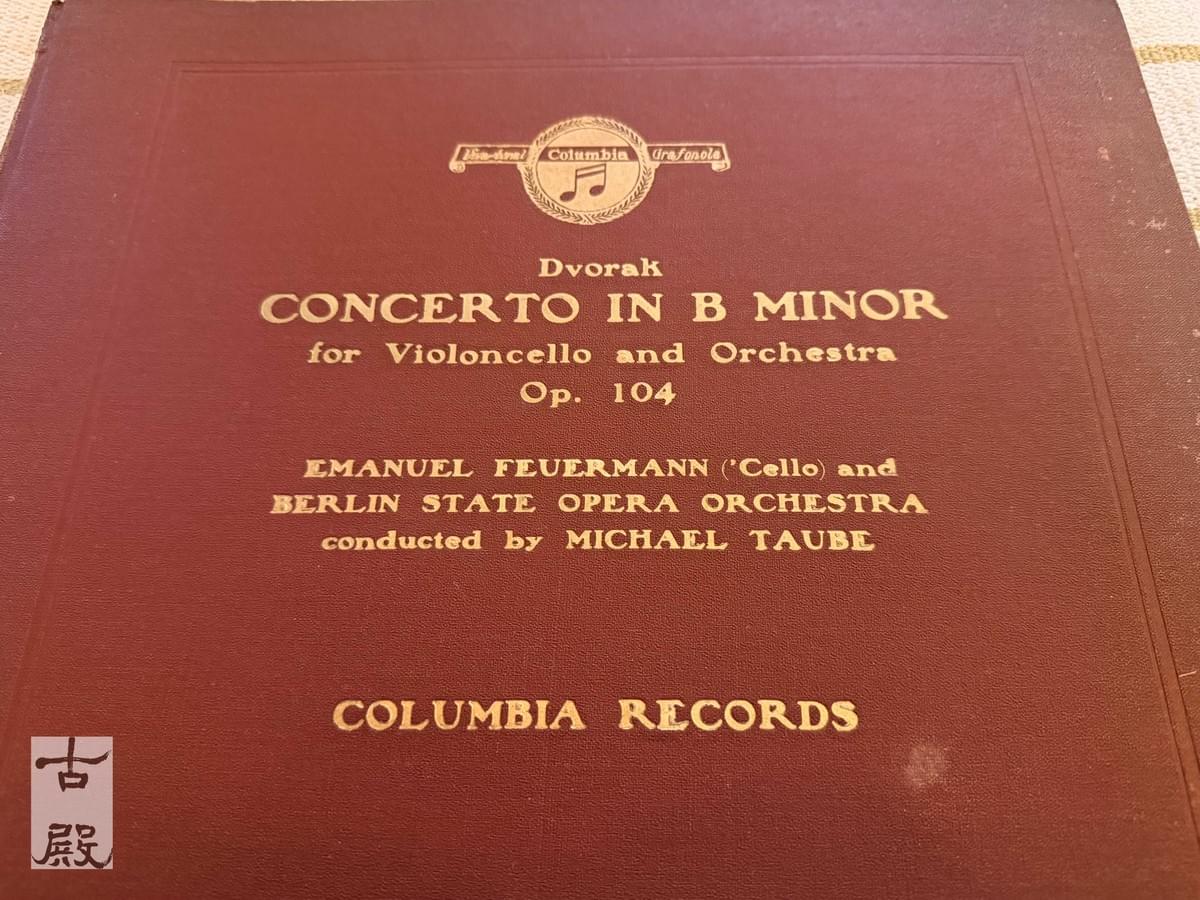 Columbia
Grafonola
Dvorak
CONCERTO IN B MINOR
for Violoncello and Orchestra
Op. 104
EMANUEL FEUERMANN ('Cello) and
BERLIN STATE OPERA ORCHESTRA
conducted by MICHAEL TAUBE
COLUMBIA RECORDS
古
殿